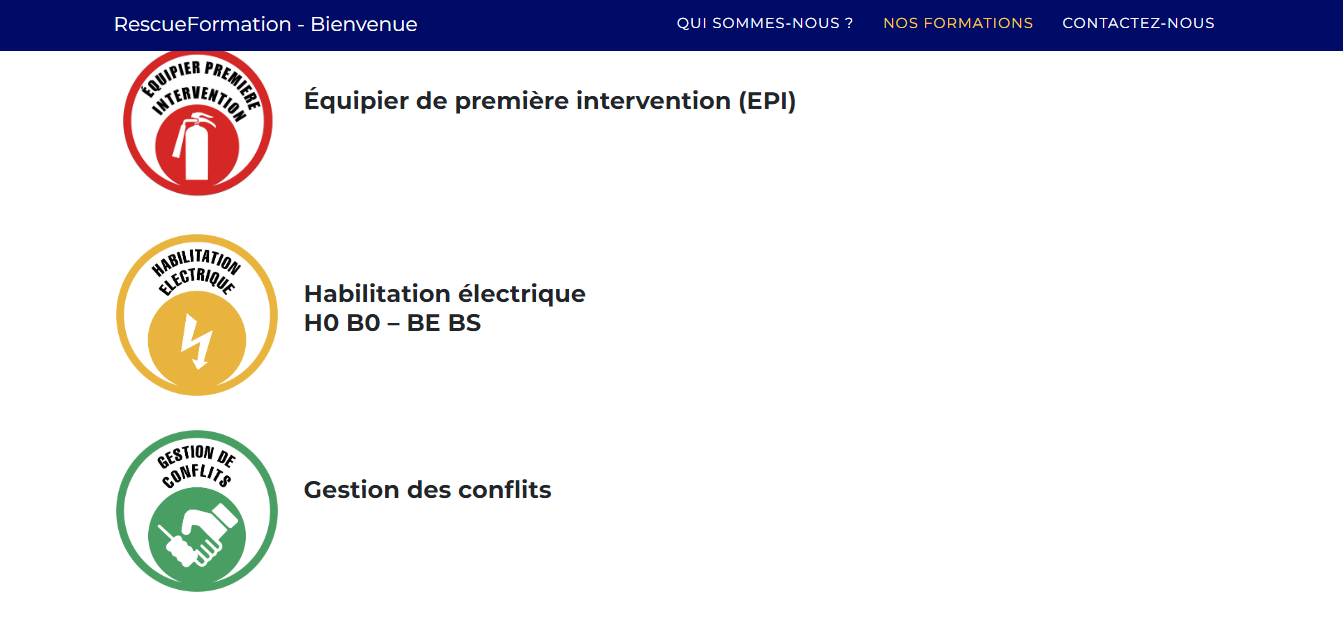 RescueFormation - Bienvenue
QUI SOMMES-NOUS ?
NOS FORMATIONS
CONTACTEZ-NOUS
ÉQUIPIER PREMIERE
INTERVENTION
Équipier de première intervention (EPI)
HABILITATION
ELECTRIQUE
Habilitation électrique
H0 B0 – BE BS
GESTION DE
CONFLITS
Gestion des conflits